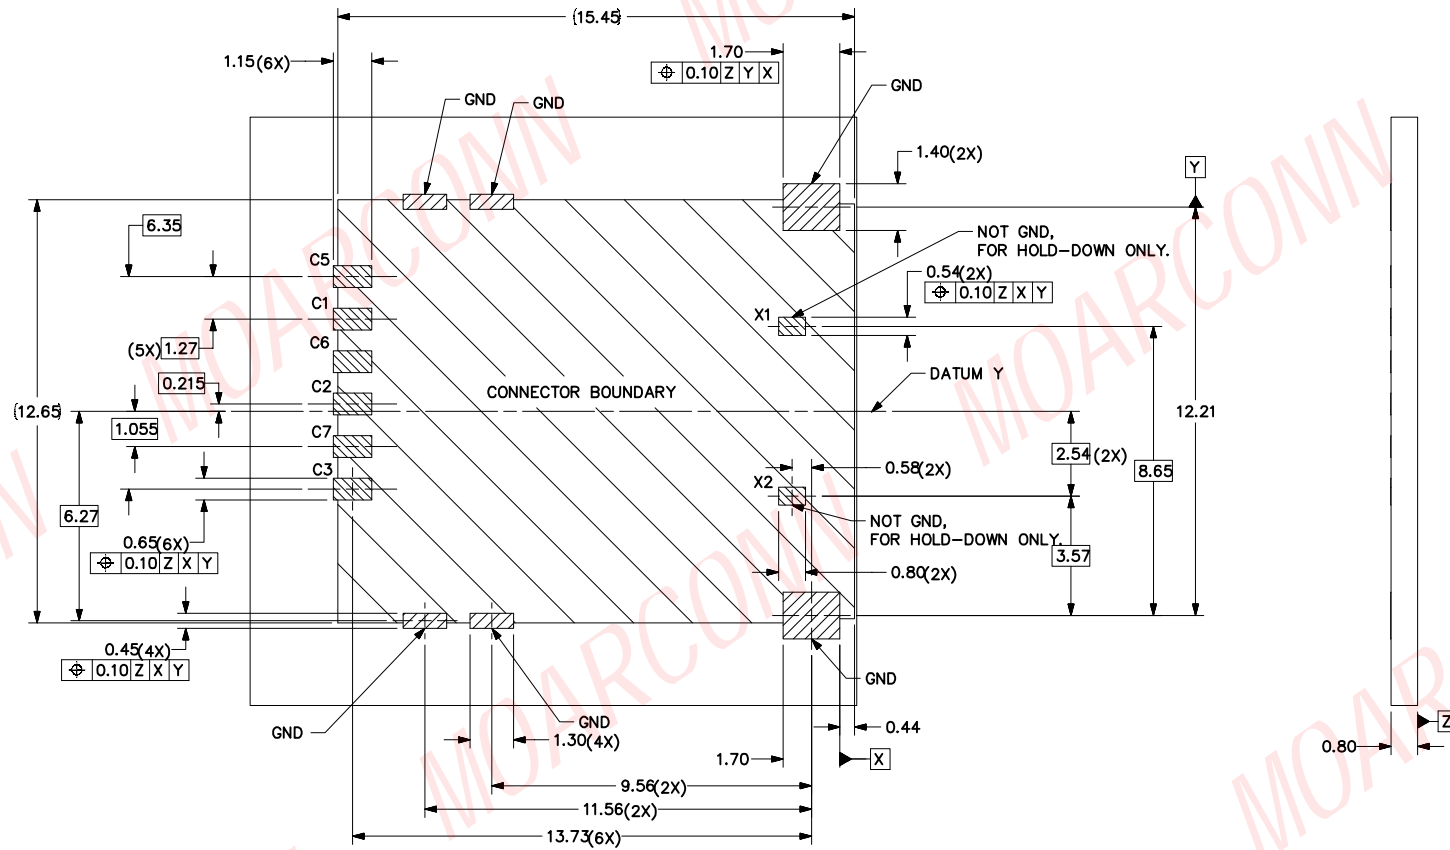 (15.45)
1.15(6X)
1.70
0.10 Z Y X
GND
GND
GND
1.40(2X)
Y
6.35
NOT GND,
FOR HOLD-DOWN ONLY.
C5
0.54(2X)
0.10 Z X Y
C1
X1
(5X) 1.27
C6
0.215
C2
CONNECTOR BOUNDARY
DATUM Y
(12.65)
12.21
1.055
C7
2.54 (2X)
C3
0.58(2X)
8.65
X2
6.27
NOT GND,
FOR HOLD-DOWN ONLY.
0.65(6X)
3.57
0.10 Z X Y
0.80(2X)
0.45(4X)
0.10 Z X Y
GND
GND
GND
1.30(4X)
0.44
Z
0.80
1.70
X
9.56(2X)
11.56(2X)
13.73(6X)
MOARCONN
MOARCONN
MOARCONN
MOARCONN